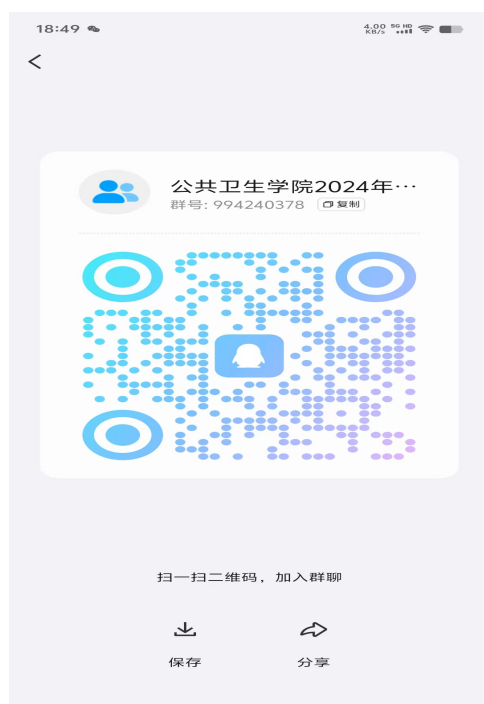 18:49
4.00 KB/s 5G HD
公共卫生学院2024年…
群号: 994240378 复制
扫一扫二维码，加入群聊
保存 分享